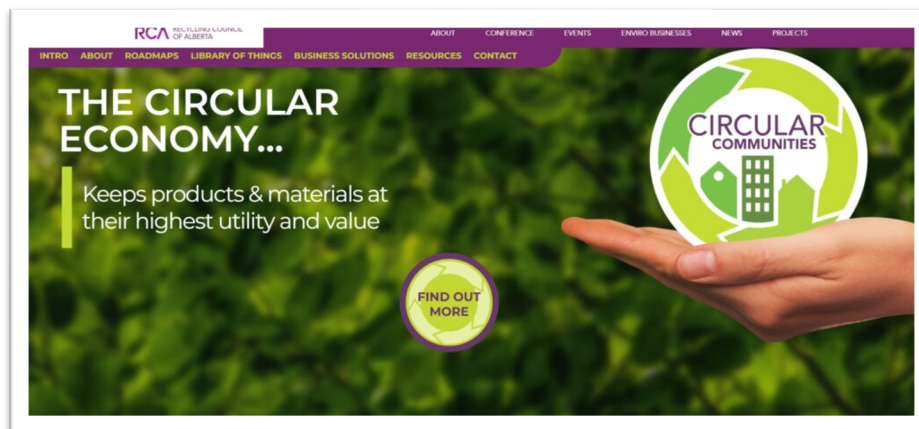 RCA RECYCLING COUNCIL
OF ALBERTA
ABOUT CONFERENCE EVENTS ENVIRO BUSINESSES NEWS PROJECTS
INTRO ABOUT ROADMAPS LIBRARY OF THINGS BUSINESS SOLUTIONS RESOURCES CONTACT
THE CIRCULAR
ECONOMY...
Keeps products & materials at
their highest utility and value
CIRCULAR
COMMUNITIES
FIND OUT
MORE